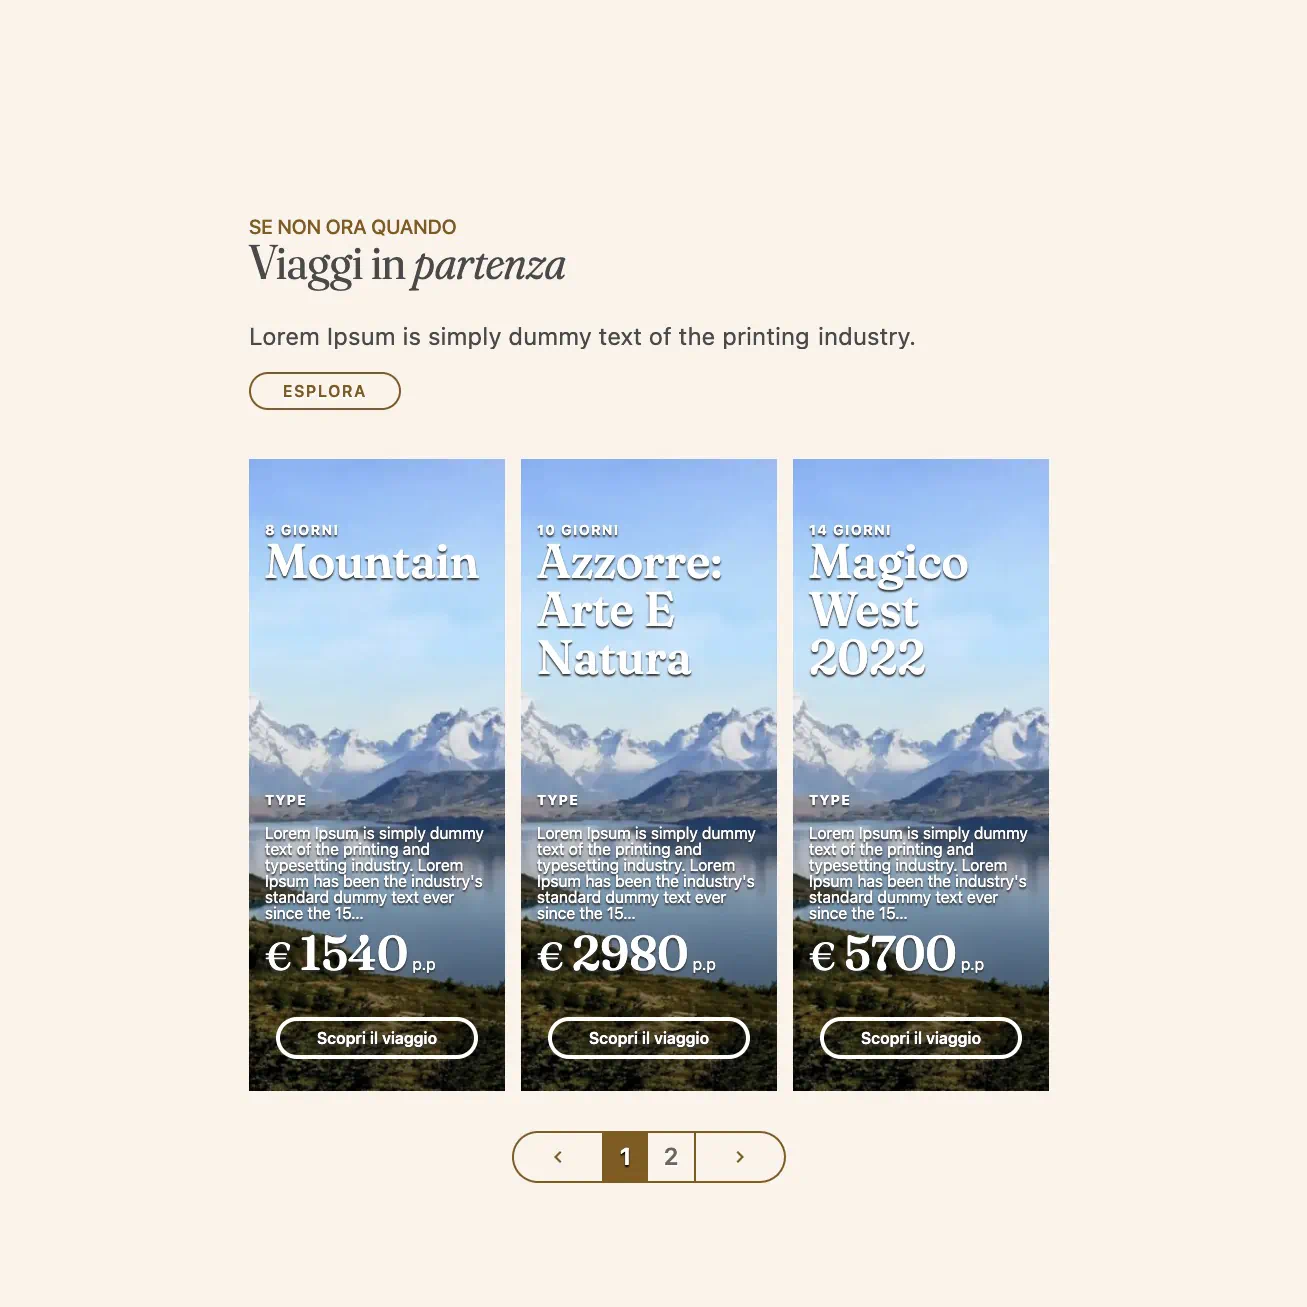 SE NON ORA QUANDO
Viaggi in partenza
Lorem Ipsum is simply dummy text of the printing industry.
ESPLORA
8 GIORNI
Mountain
TYPE
Lorem Ipsum is simply dummy
text of the printing and
typesetting industry. Lorem
Ipsum has been the industry's
standard dummy text ever
since the 15...
€ 1540 p.p
Scopri il viaggio
10 GIORNI
Azzorre:
Arte E
Natura
TYPE
Lorem Ipsum is simply dummy
text of the printing and
typesetting industry. Lorem
Ipsum has been the industry's
standard dummy text ever
since the 15...
€ 2980 p.p
Scopri il viaggio
14 GIORNI
Magico
West
2022
TYPE
Lorem Ipsum is simply dummy
text of the printing and
typesetting industry. Lorem
Ipsum has been the industry's
standard dummy text ever
since the 15...
€ 5700 p.p
Scopri il viaggio
‹ 1 2 ›